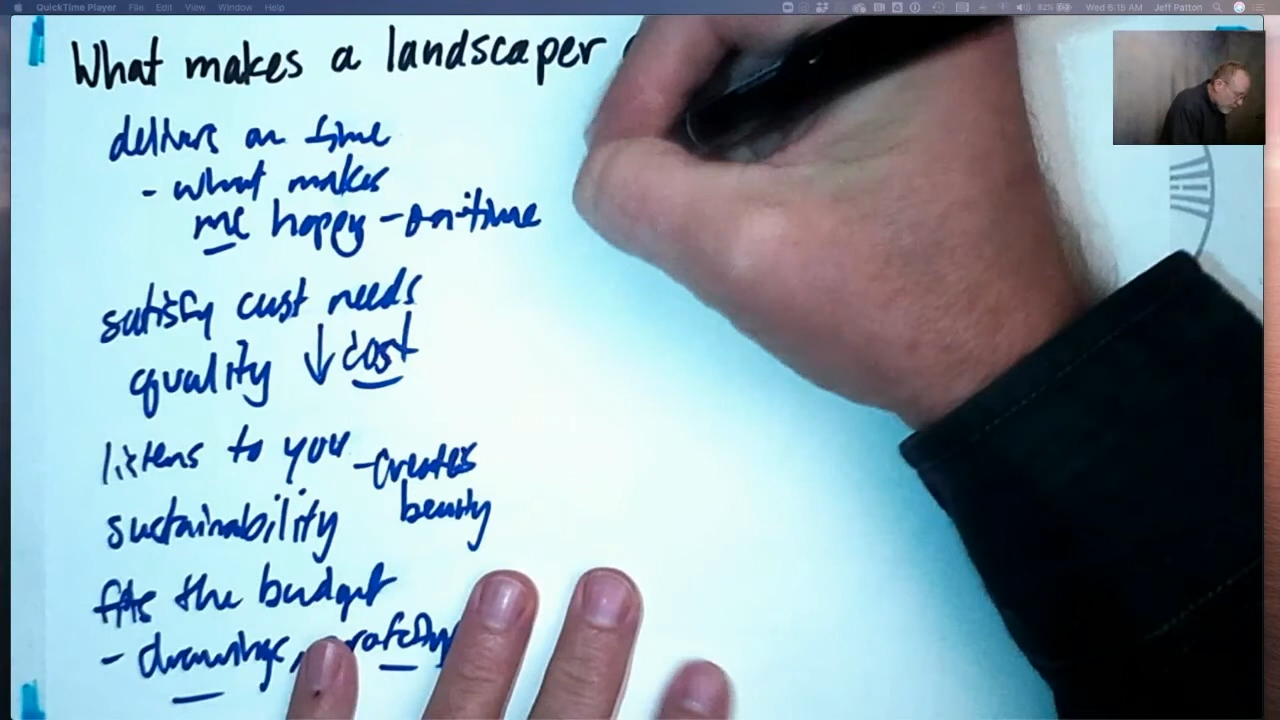 QuickTime Player File Edit View Window Help 82% Wed 6:15 AM Jeff Patton
What makes a landscaper
delivers on time
- what makes
me happy - on-time
satisfy cust needs
quality ↓ cost
listens to you - creates
beauty
sustainability
fits the budget
- drawings,